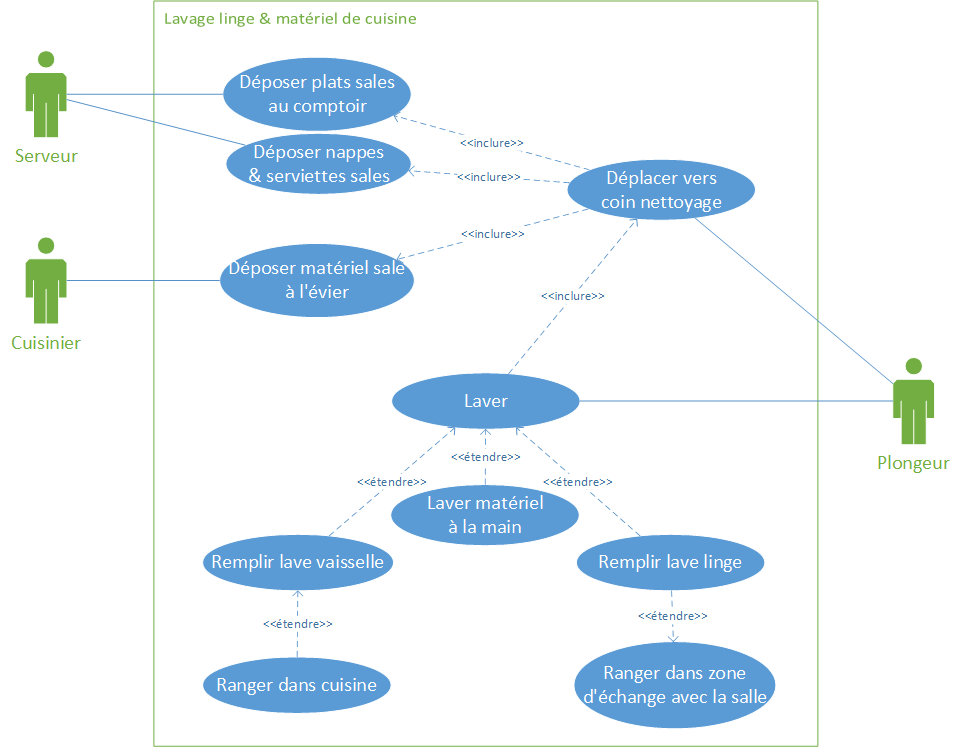 Lavage linge & matériel de cuisine
Déposer plats sales
au comptoir
Serveur
<<inclure>>
Déposer nappes
& serviettes sales
<<inclure>>
Déplacer vers
coin nettoyage
<<inclure>>
Déposer matériel sale
à l'évier
Cuisinier
<<inclure>>
Laver
Plongeur
<<étendre>>
<<étendre>>
<<étendre>>
Laver matériel
à la main
Remplir lave vaisselle
Remplir lave linge
<<étendre>>
<<étendre>>
Ranger dans cuisine
Ranger dans zone
d'échange avec la salle